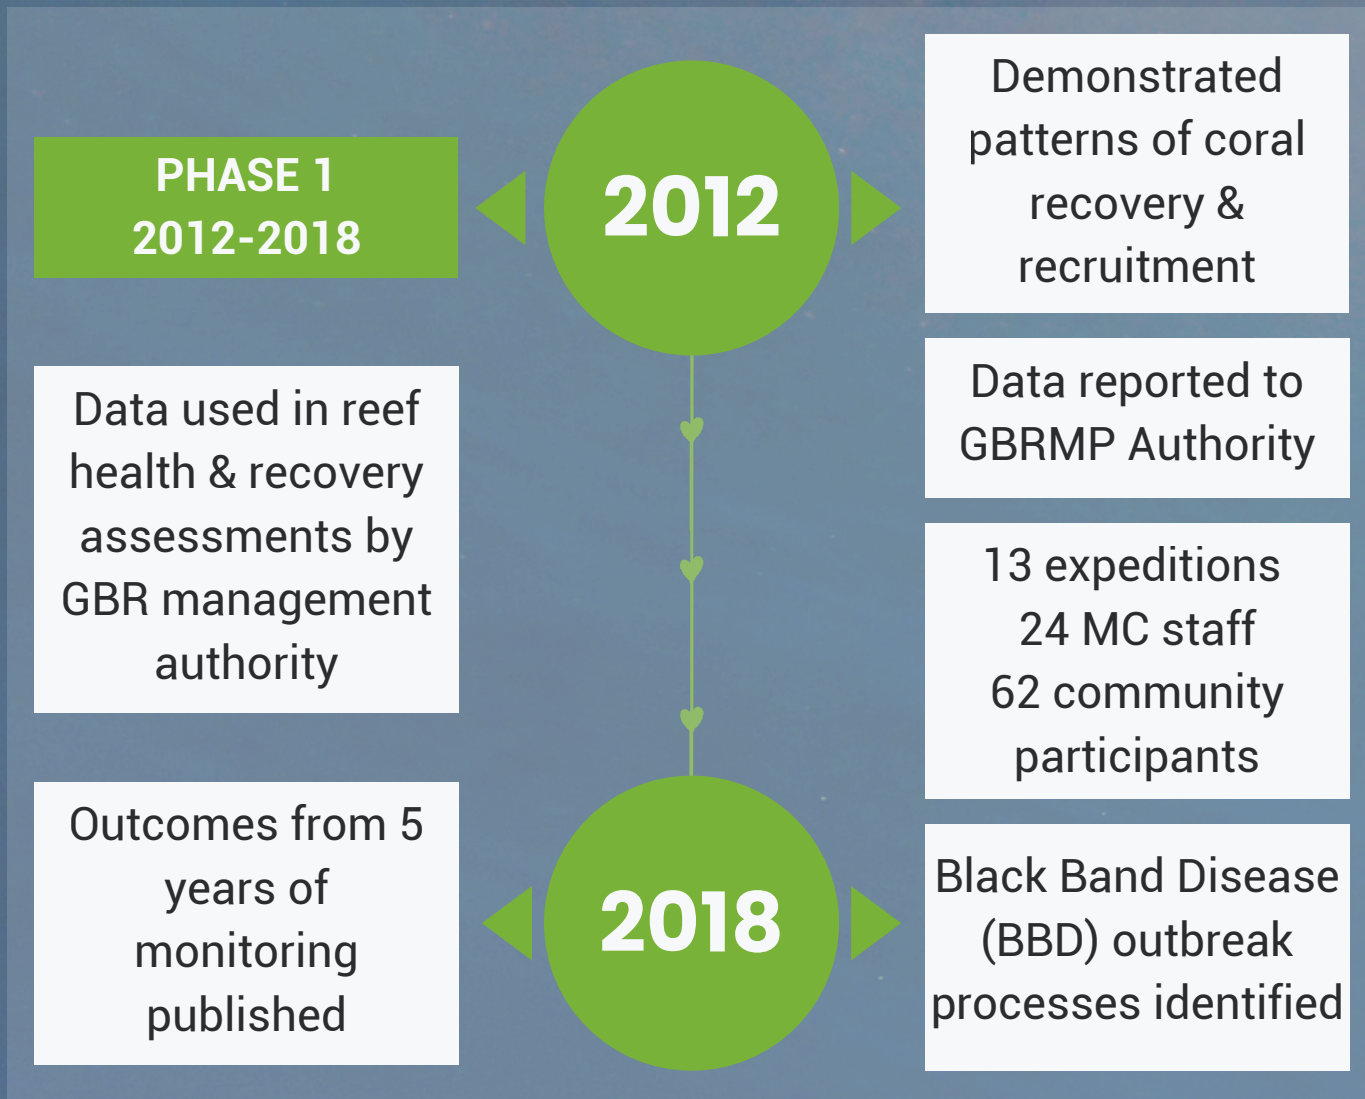 PHASE 1
2012-2018
2012
Demonstrated
patterns of coral
recovery &
recruitment
Data used in reef
health & recovery
assessments by
GBR management
authority
Data reported to
GBRMP Authority
13 expeditions
24 MC staff
62 community
participants
Outcomes from 5
years of
monitoring
published
2018
Black Band Disease
(BBD) outbreak
processes identified